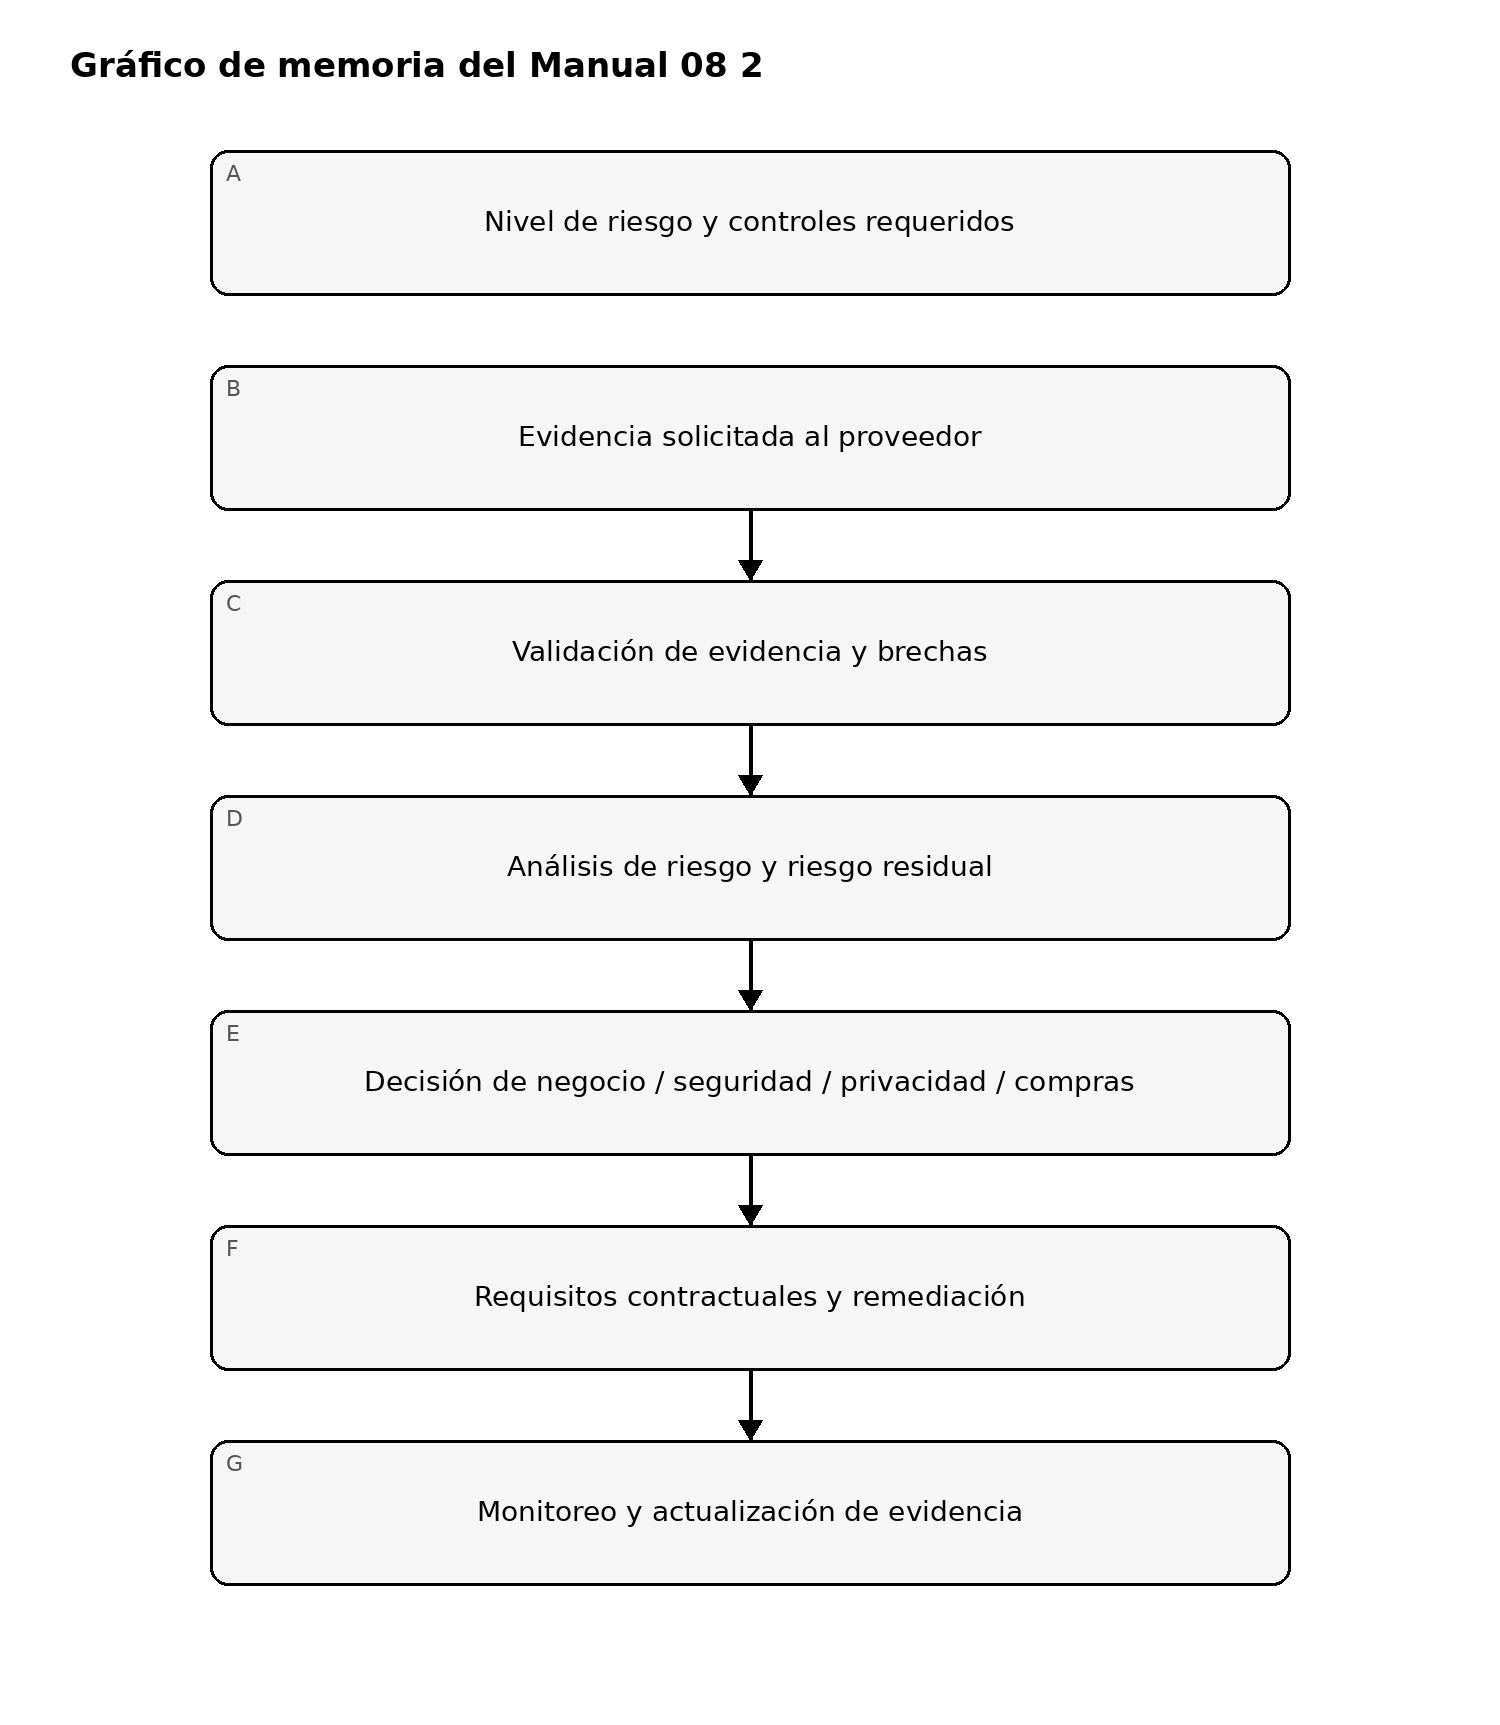 Gráfico de memoria del Manual 08 2
A
Nivel de riesgo y controles requeridos
B
Evidencia solicitada al proveedor
C
Validación de evidencia y brechas
D
Análisis de riesgo y riesgo residual
E
Decisión de negocio / seguridad / privacidad / compras
F
Requisitos contractuales y remediación
G
Monitoreo y actualización de evidencia